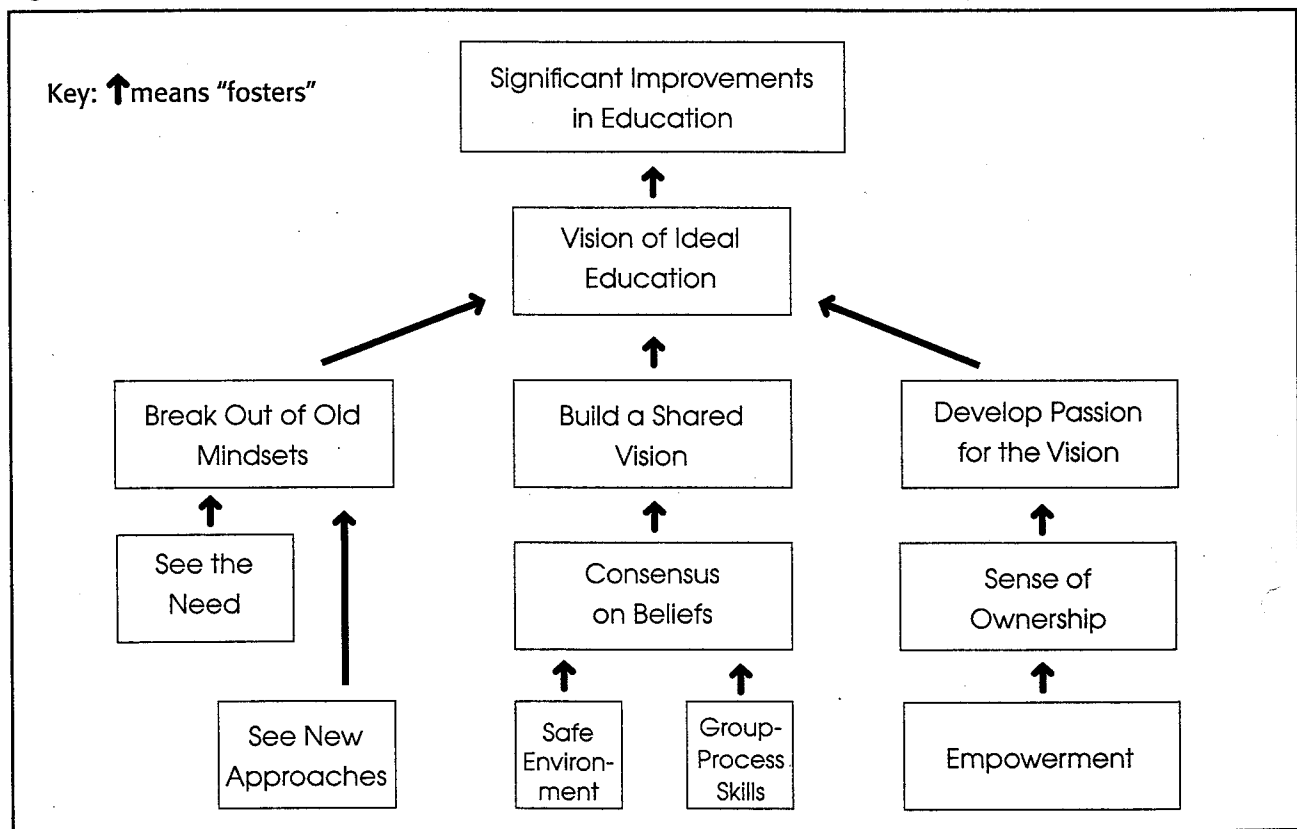 Key: ↑ means "fosters"
Significant Improvements
in Education
Vision of Ideal
Education
Break Out of Old
Mindsets
Build a Shared
Vision
Develop Passion
for the Vision
See the
Need
Consensus
on Beliefs
Sense of
Ownership
See New
Approaches
Safe
Environ-
ment
Group-
Process
Skills
Empowerment